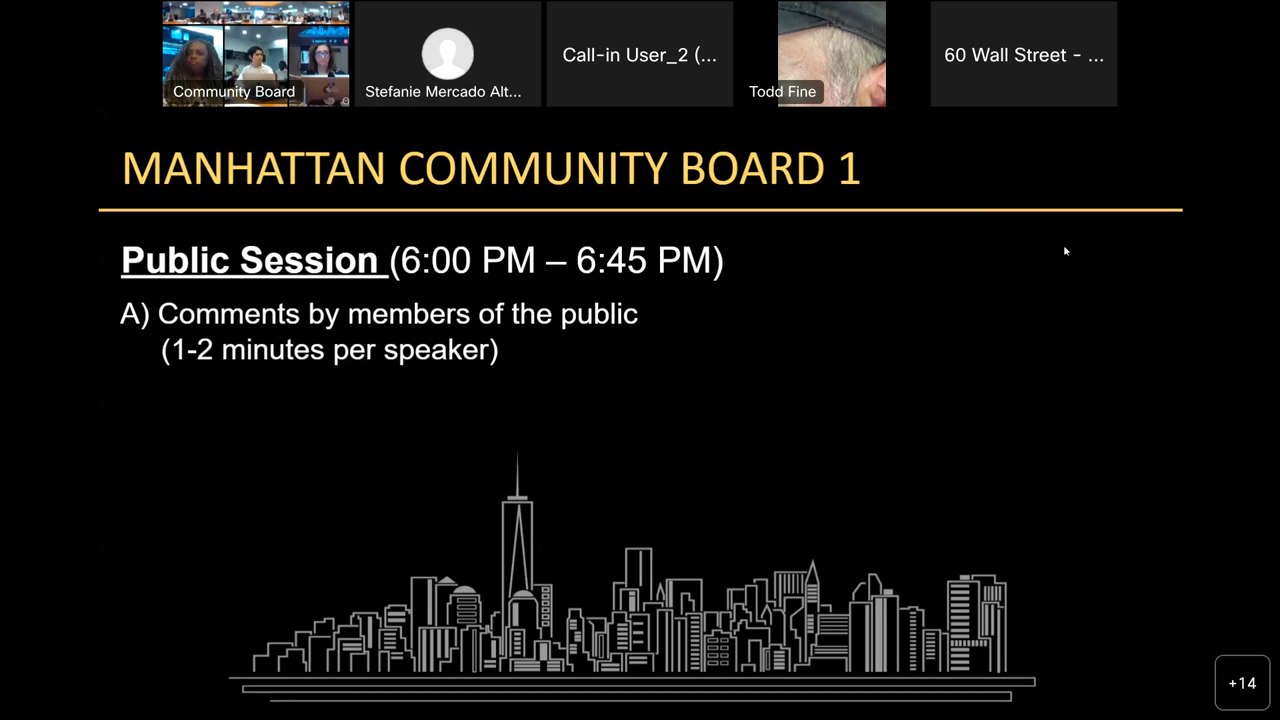 Community Board
Stefanie Mercado Alt...
Call-in User_2 (...
Todd Fine
60 Wall Street - ...
MANHATTAN COMMUNITY BOARD 1
Public Session (6:00 PM – 6:45 PM)
A) Comments by members of the public
(1-2 minutes per speaker)
+14